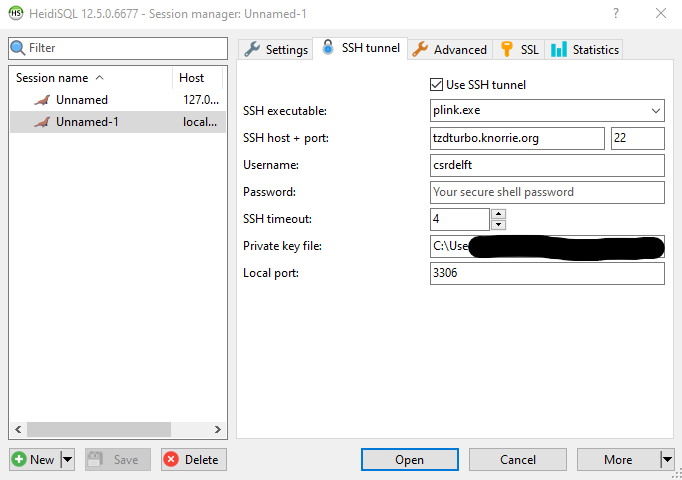 HS HeidiSQL 12.5.0.6677 - Session manager: Unnamed-1
Filter
Session name Host
Unnamed 127.0...
Unnamed-1 local...
Settings SSH tunnel Advanced SSL Statistics
Use SSH tunnel
SSH executable: plink.exe
SSH host + port: tzdturbo.knorrie.org 22
Username: csrdelft
Password: Your secure shell password
SSH timeout: 4
Private key file: C:\Use
Local port: 3306
New Save Delete Open Cancel More